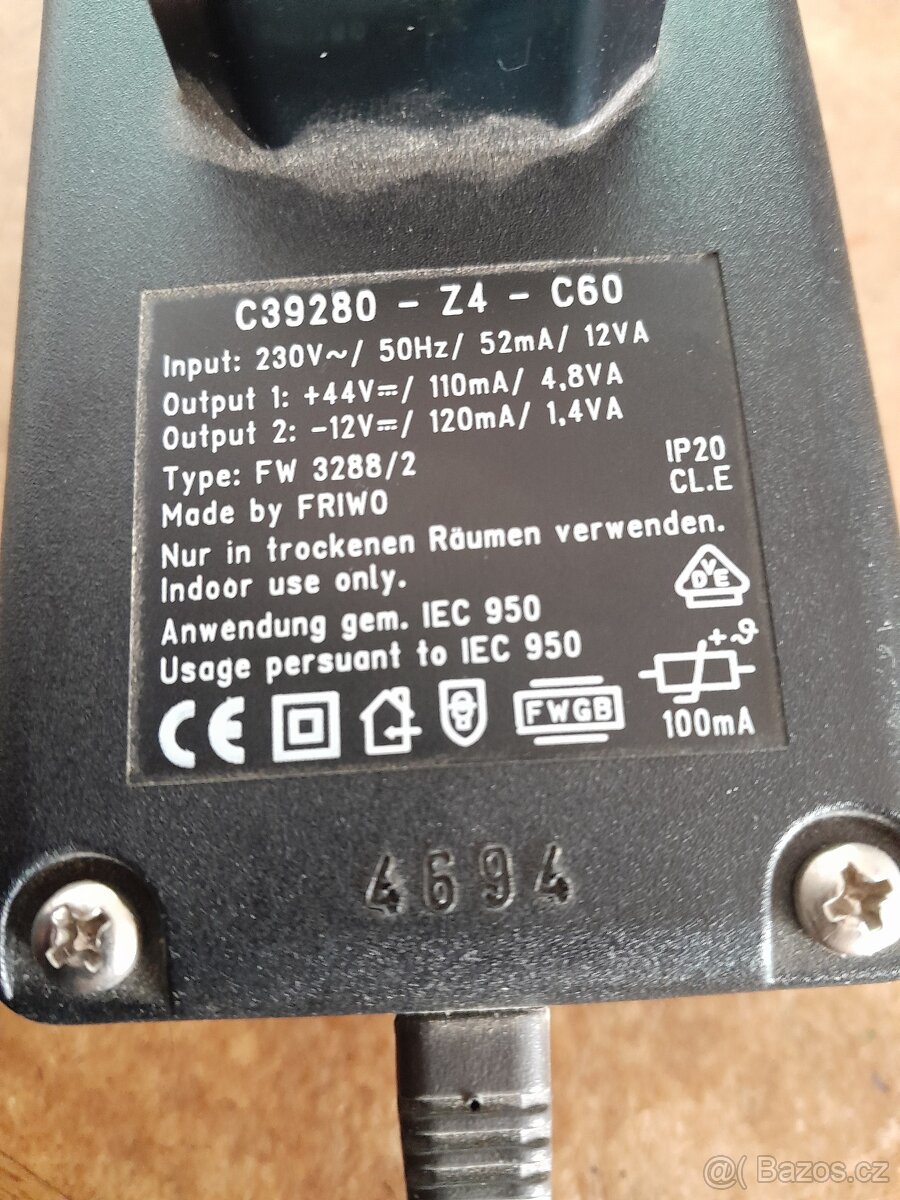 C39280 - Z4 - C60
Input: 230V~/ 50Hz/ 52mA/ 12VA
Output 1: +44V⎓/ 110mA/ 4,8VA
Output 2: -12V⎓/ 120mA/ 1,4VA
Type: FW 3288/2
IP20
Made by FRIWO
CL.E
Nur in trockenen Räumen verwenden.
Indoor use only.
VDE
Anwendung gem. IEC 950
Usage persuant to IEC 950
+ϑ
CE
FWGB
100mA
4694
@( Bazos.cz